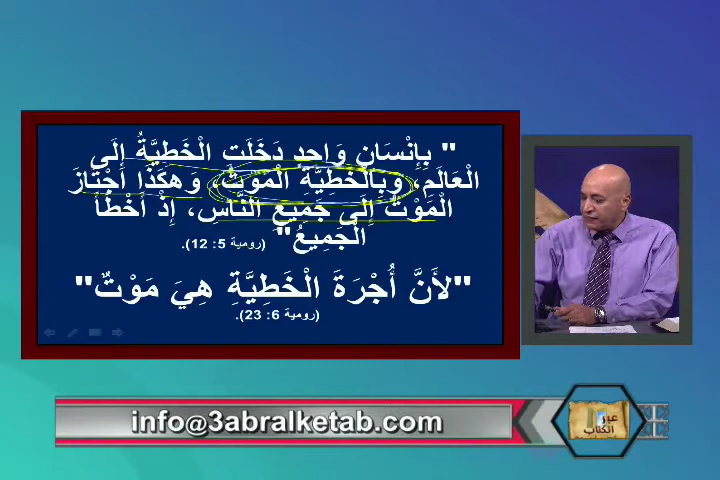 " بِإِنْسَانٍ وَاحِدٍ دَخَلَتِ الْخَطِيَّةُ إِلَى
الْعَالَمِ، وَبِالْخَطِيَّةِ الْمَوْتُ، وَهكَذَا اجْتَازَ
الْمَوْتُ إِلَى جَمِيعِ النَّاسِ، إِذْ أَخْطَأَ
الْجَمِيعُ" (رومية 5: 12).
"لأَنَّ أُجْرَةَ الْخَطِيَّةِ هِيَ مَوْتٌ"
(رومية 6: 23).
info@3abralketab.com
عبر
الكتاب